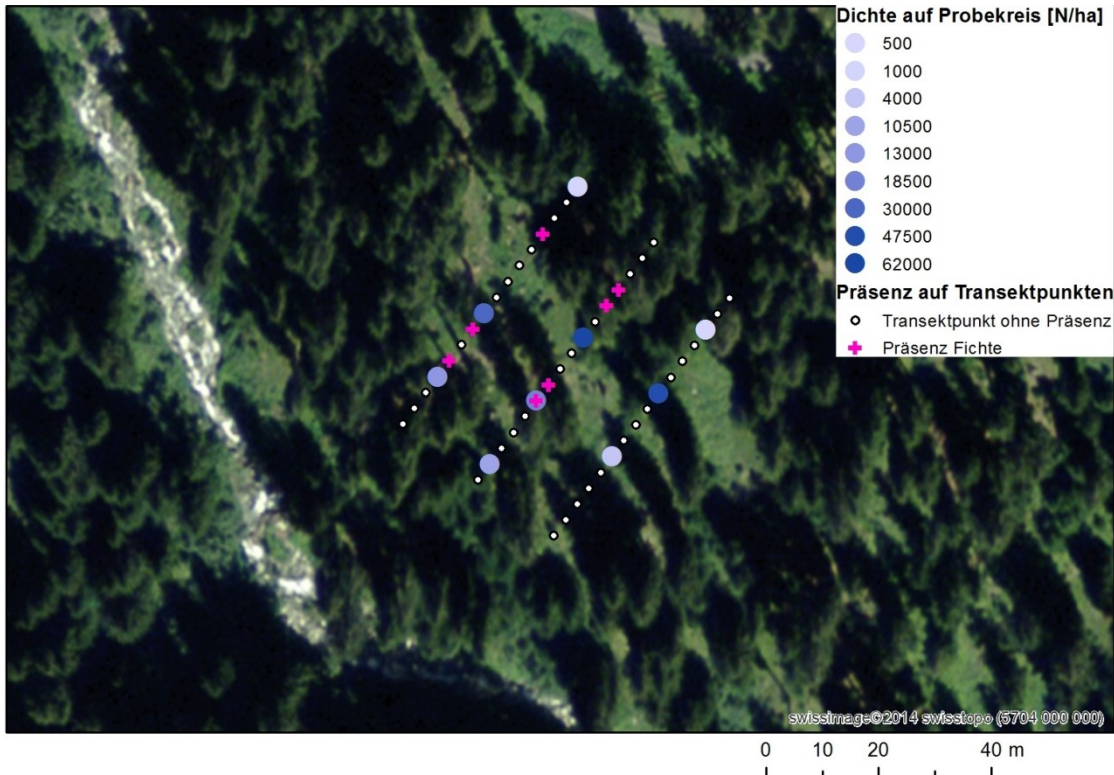 Dichte auf Probekreis [N/ha]
500
1000
4000
10500
13000
18500
30000
47500
62000
Präsenz auf Transektpunkten
Transektpunkt ohne Präsenz
Präsenz Fichte
swissimage©2014 swisstopo (5704 000 000)
0 10 20 40 m